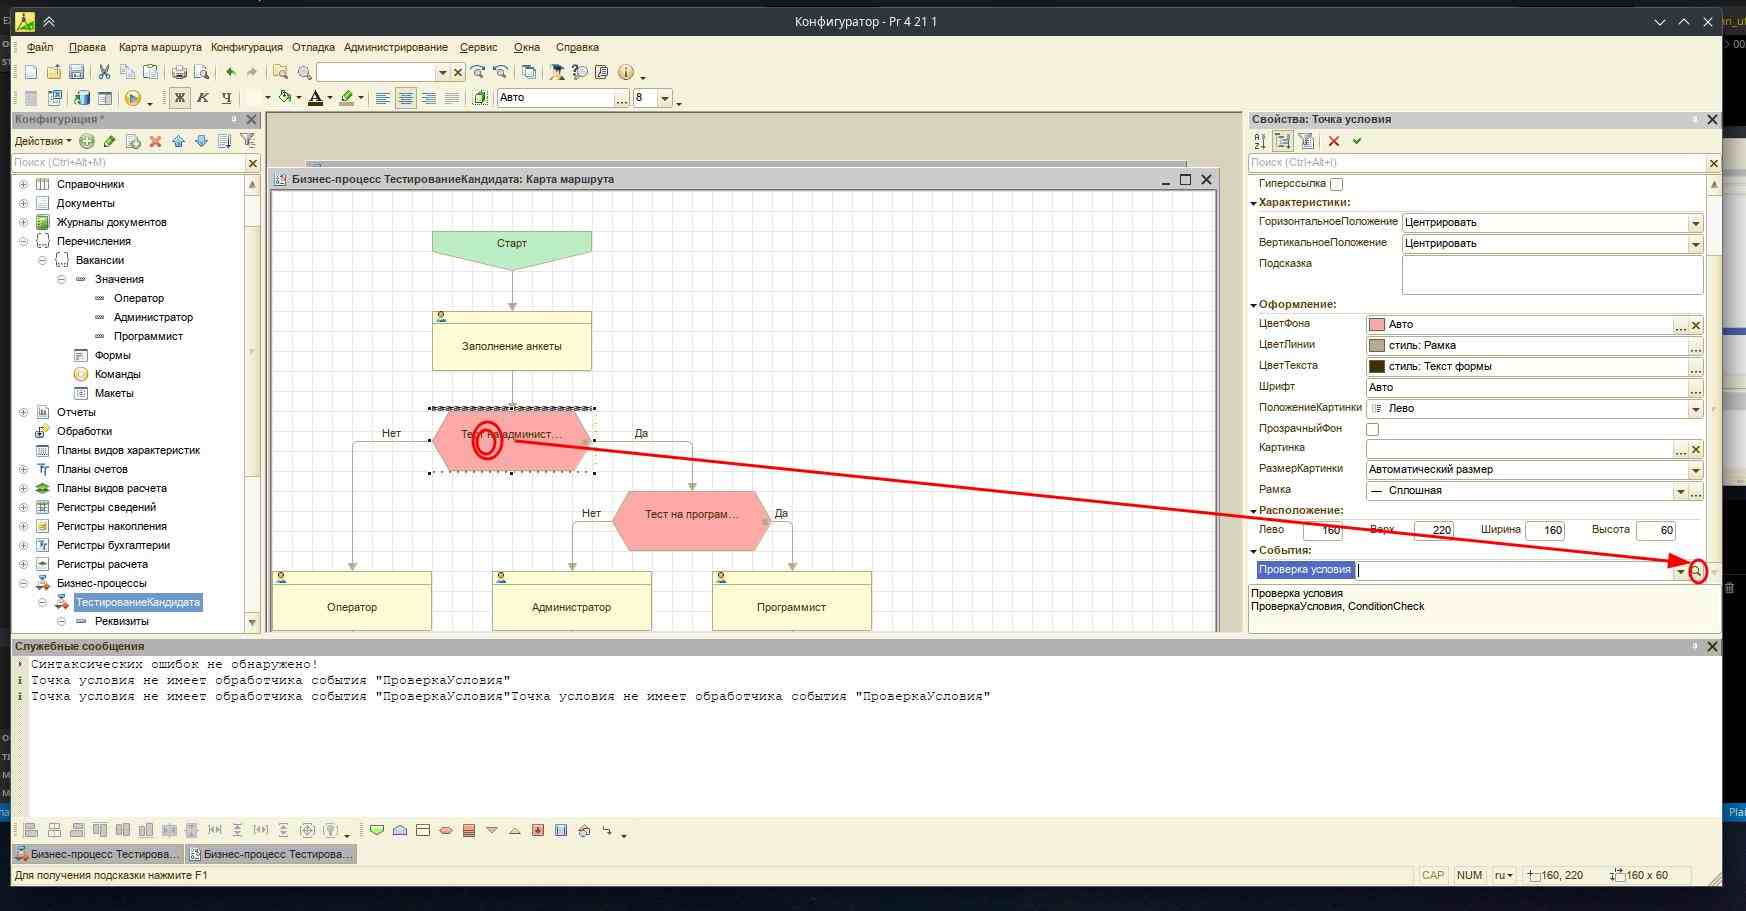 Конфигуратор - Pr 4 21 1
Файл Правка Карта маршрута Конфигурация Отладка Администрирование Сервис Окна Справка
Ж К Ч А Авто ... 8
Конфигурация *
Действия
Поиск (Ctrl+Alt+M)
Справочники
Документы
Журналы документов
Перечисления
Вакансии
Значения
Оператор
Администратор
Программист
Формы
Команды
Макеты
Отчеты
Обработки
Планы видов характеристик
Планы счетов
Планы видов расчета
Регистры сведений
Регистры накопления
Регистры бухгалтерии
Регистры расчета
Бизнес-процессы
ТестированиеКандидата
Реквизиты
Бизнес-процесс ТестированиеКандидата: Карта маршрута
Старт
Заполнение анкеты
Нет
Тест на админист...
Да
Нет
Тест на програм...
Да
Оператор
Администратор
Программист
Свойства: Точка условия
Поиск (Ctrl+Alt+I)
Гиперссылка
Характеристики:
ГоризонтальноеПоложение Центрировать
ВертикальноеПоложение Центрировать
Подсказка
Оформление:
ЦветФона Авто ...
ЦветЛинии стиль: Рамка ...
ЦветТекста стиль: Текст формы ...
Шрифт Авто ...
ПоложениеКартинки Лево
ПрозрачныйФон
Картинка ...
РазмерКартинки Автоматический размер
Рамка Сплошная ...
Расположение:
Лево 160 Верх 220 Ширина 160 Высота 60
События:
Проверка условия
Проверка условия
ПроверкаУсловия, ConditionCheck
Служебные сообщения
Синтаксических ошибок не обнаружено!
Точка условия не имеет обработчика события "ПроверкаУсловия"
Точка условия не имеет обработчика события "ПроверкаУсловия"Точка условия не имеет обработчика события "ПроверкаУсловия"
Бизнес-процесс Тестирова... Бизнес-процесс Тестирова...
Для получения подсказки нажмите F1
CAP NUM ru 160, 220 160 x 60
Plai